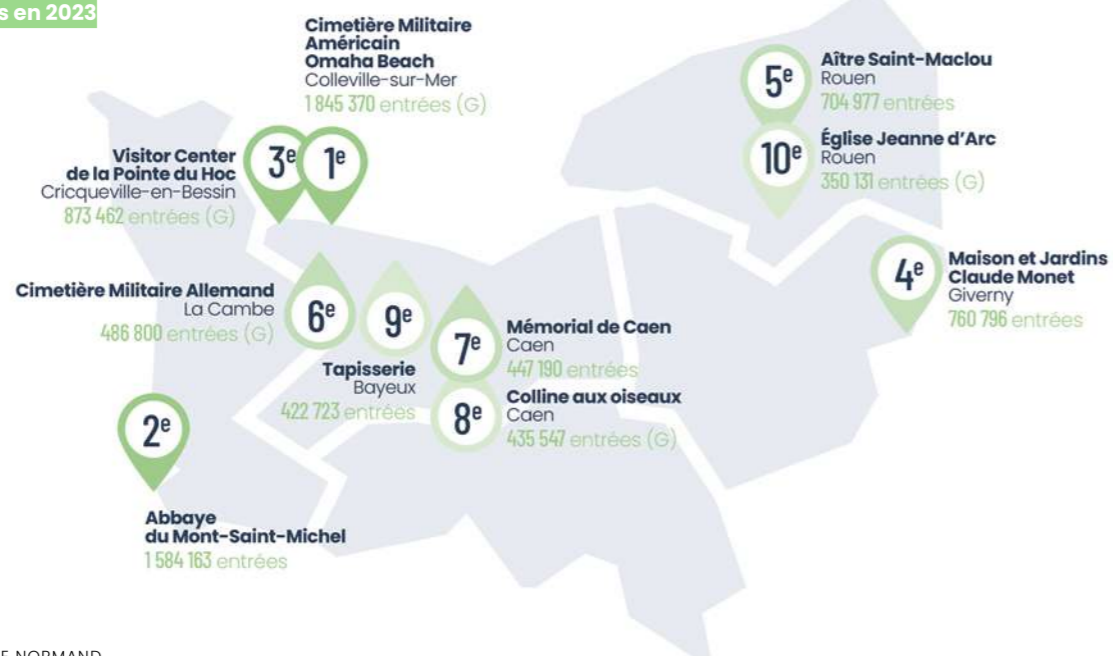 s en 2023
Cimetière Militaire
Américain
Omaha Beach
Colleville-sur-Mer
1 845 370 entrées (G)
1e
Visitor Center
de la Pointe du Hoc
Cricqueville-en-Bessin
873 462 entrées (G)
3e
5e
Aître Saint-Maclou
Rouen
704 977 entrées
10e
Église Jeanne d'Arc
Rouen
350 131 entrées (G)
4e
Maison et Jardins
Claude Monet
Giverny
760 796 entrées
Cimetière Militaire Allemand
La Cambe
486 800 entrées (G)
6e
9e
Tapisserie
Bayeux
422 723 entrées
7e
Mémorial de Caen
Caen
447 190 entrées
8e
Colline aux oiseaux
Caen
435 547 entrées (G)
2e
Abbaye
du Mont-Saint-Michel
1 584 163 entrées